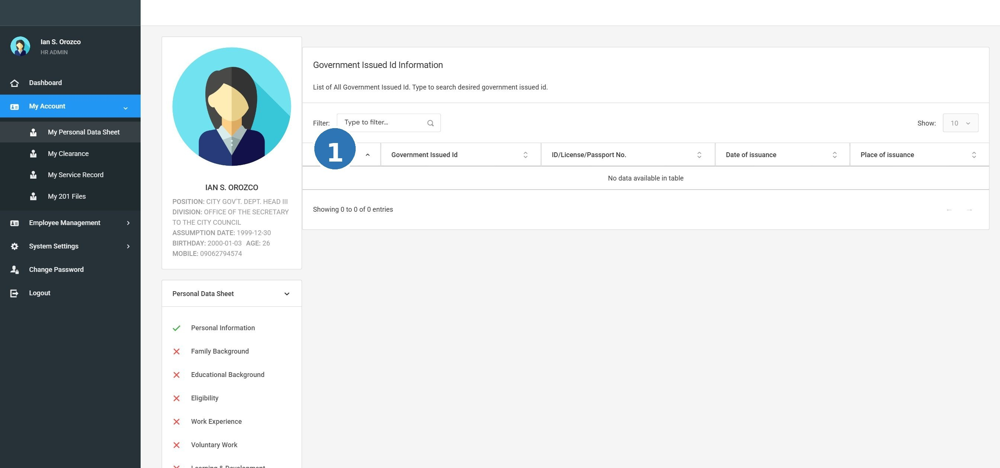 Ian S. Orozco
HR ADMIN
Dashboard
My Account
My Personal Data Sheet
My Clearance
My Service Record
My 201 Files
Employee Management
System Settings
Change Password
Logout
IAN S. OROZCO
POSITION: CITY GOV'T. DEPT. HEAD III
DIVISION: OFFICE OF THE SECRETARY
TO THE CITY COUNCIL
ASSUMPTION DATE: 1999-12-30
BIRTHDAY: 2000-01-03 AGE: 26
MOBILE: 09062794574
Personal Data Sheet
Personal Information
Family Background
Educational Background
Eligibility
Work Experience
Voluntary Work
Learning & Development
Government Issued Id Information
List of All Government Issued Id. Type to search desired government issued id.
Filter: Type to filter...
Show: 10
1
Government Issued Id
ID/License/Passport No.
Date of issuance
Place of issuance
No data available in table
Showing 0 to 0 of 0 entries
← →